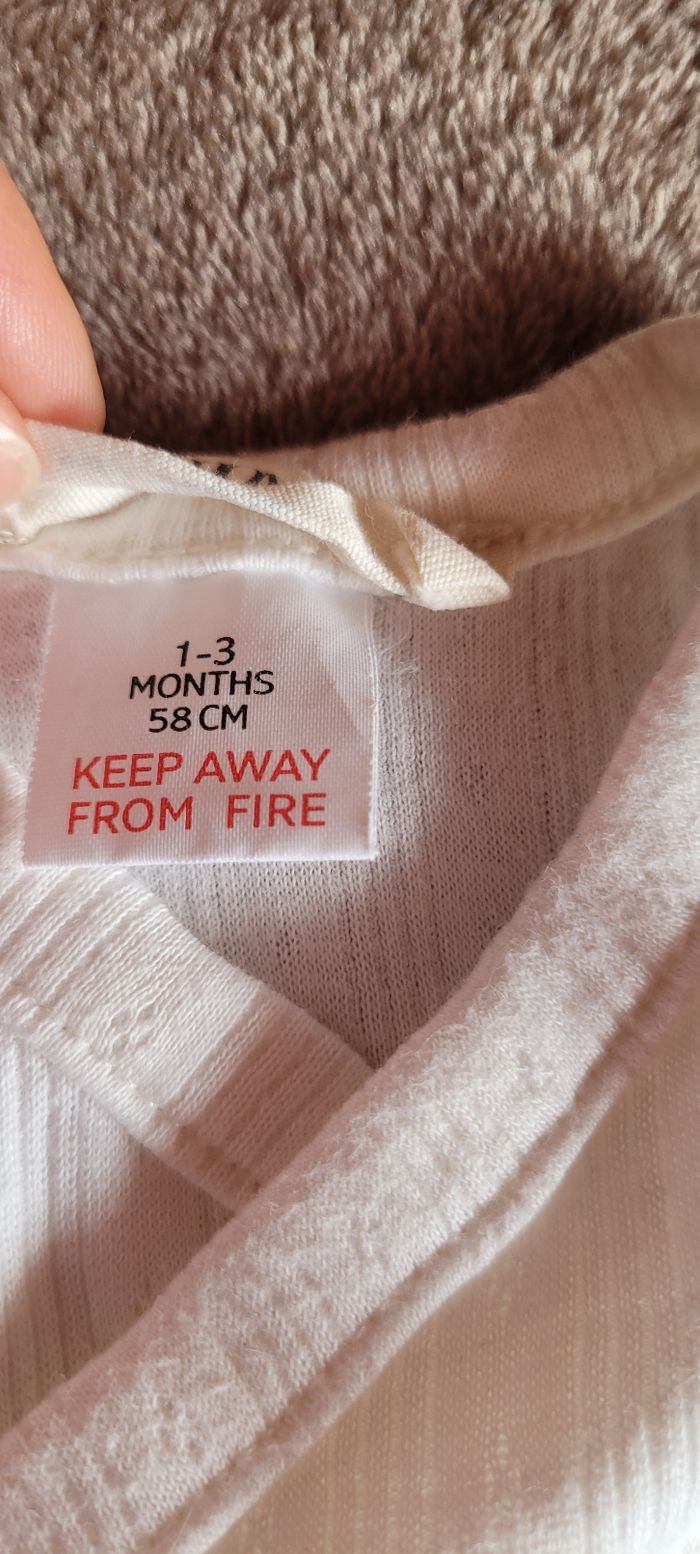 1-3
MONTHS
58 CM
KEEP AWAY
FROM FIRE